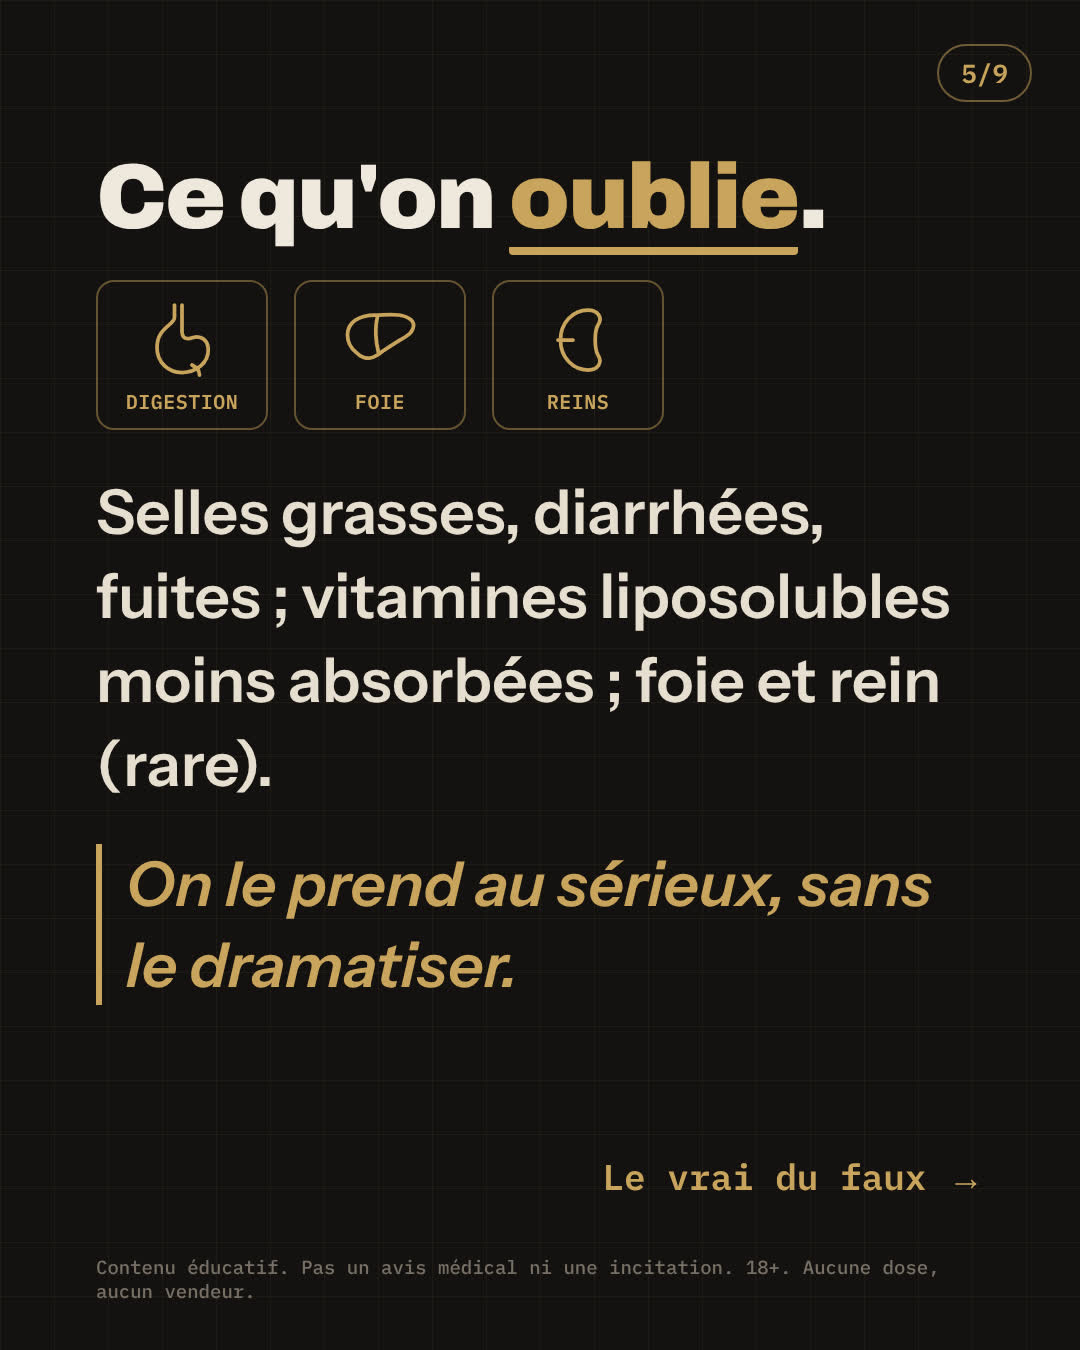 5/9
Ce qu'on oublie.
DIGESTION
FOIE
REINS
Selles grasses, diarrhées,
fuites ; vitamines liposolubles
moins absorbées ; foie et rein
(rare).
On le prend au sérieux, sans
le dramatiser.
Le vrai du faux →
Contenu éducatif. Pas un avis médical ni une incitation. 18+. Aucune dose,
aucun vendeur.